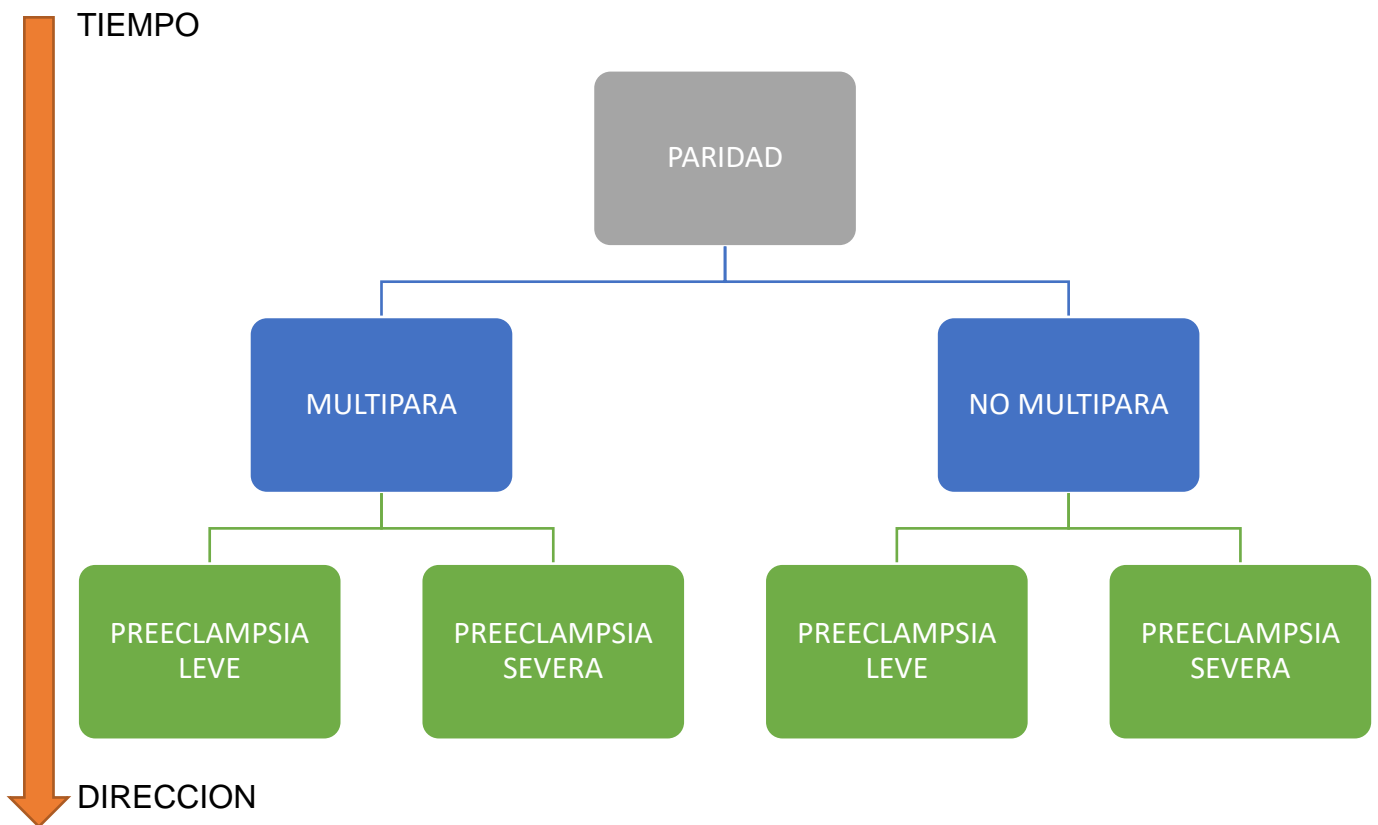 TIEMPO
PARIDAD
MULTIPARA
NO MULTIPARA
PREECLAMPSIA
LEVE
PREECLAMPSIA
SEVERA
PREECLAMPSIA
LEVE
PREECLAMPSIA
SEVERA
DIRECCION